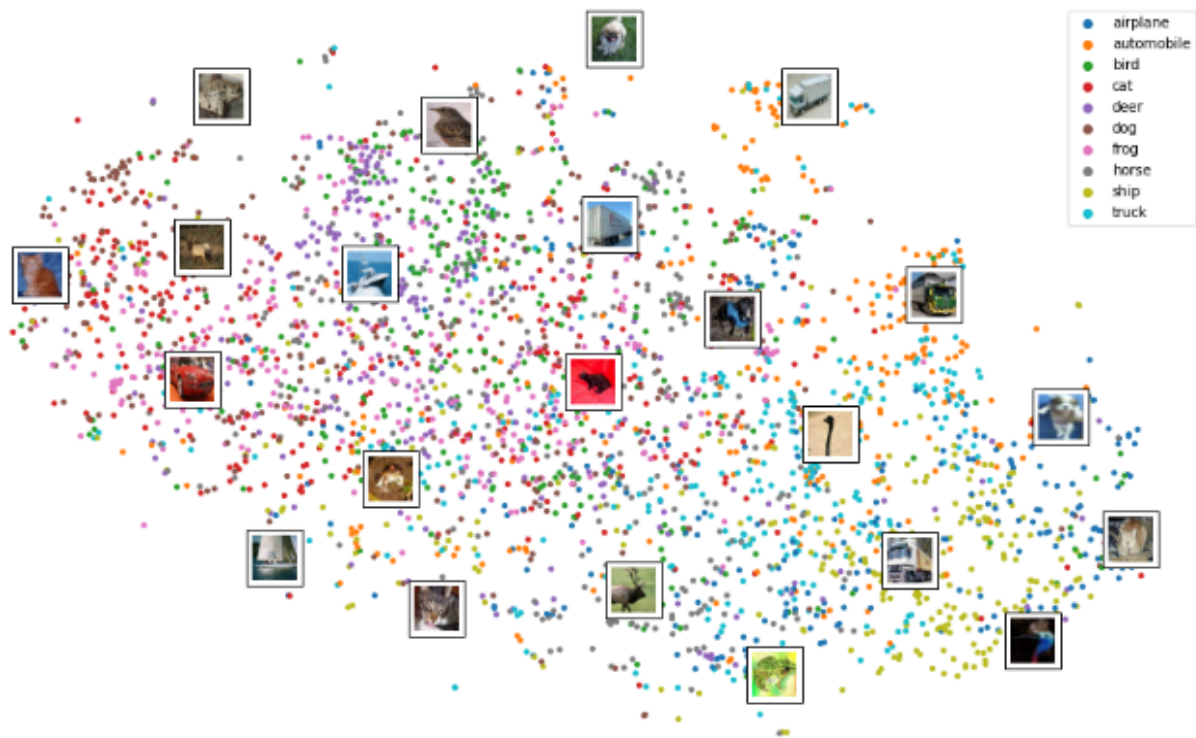 airplane
automobile
bird
cat
deer
dog
frog
horse
ship
truck